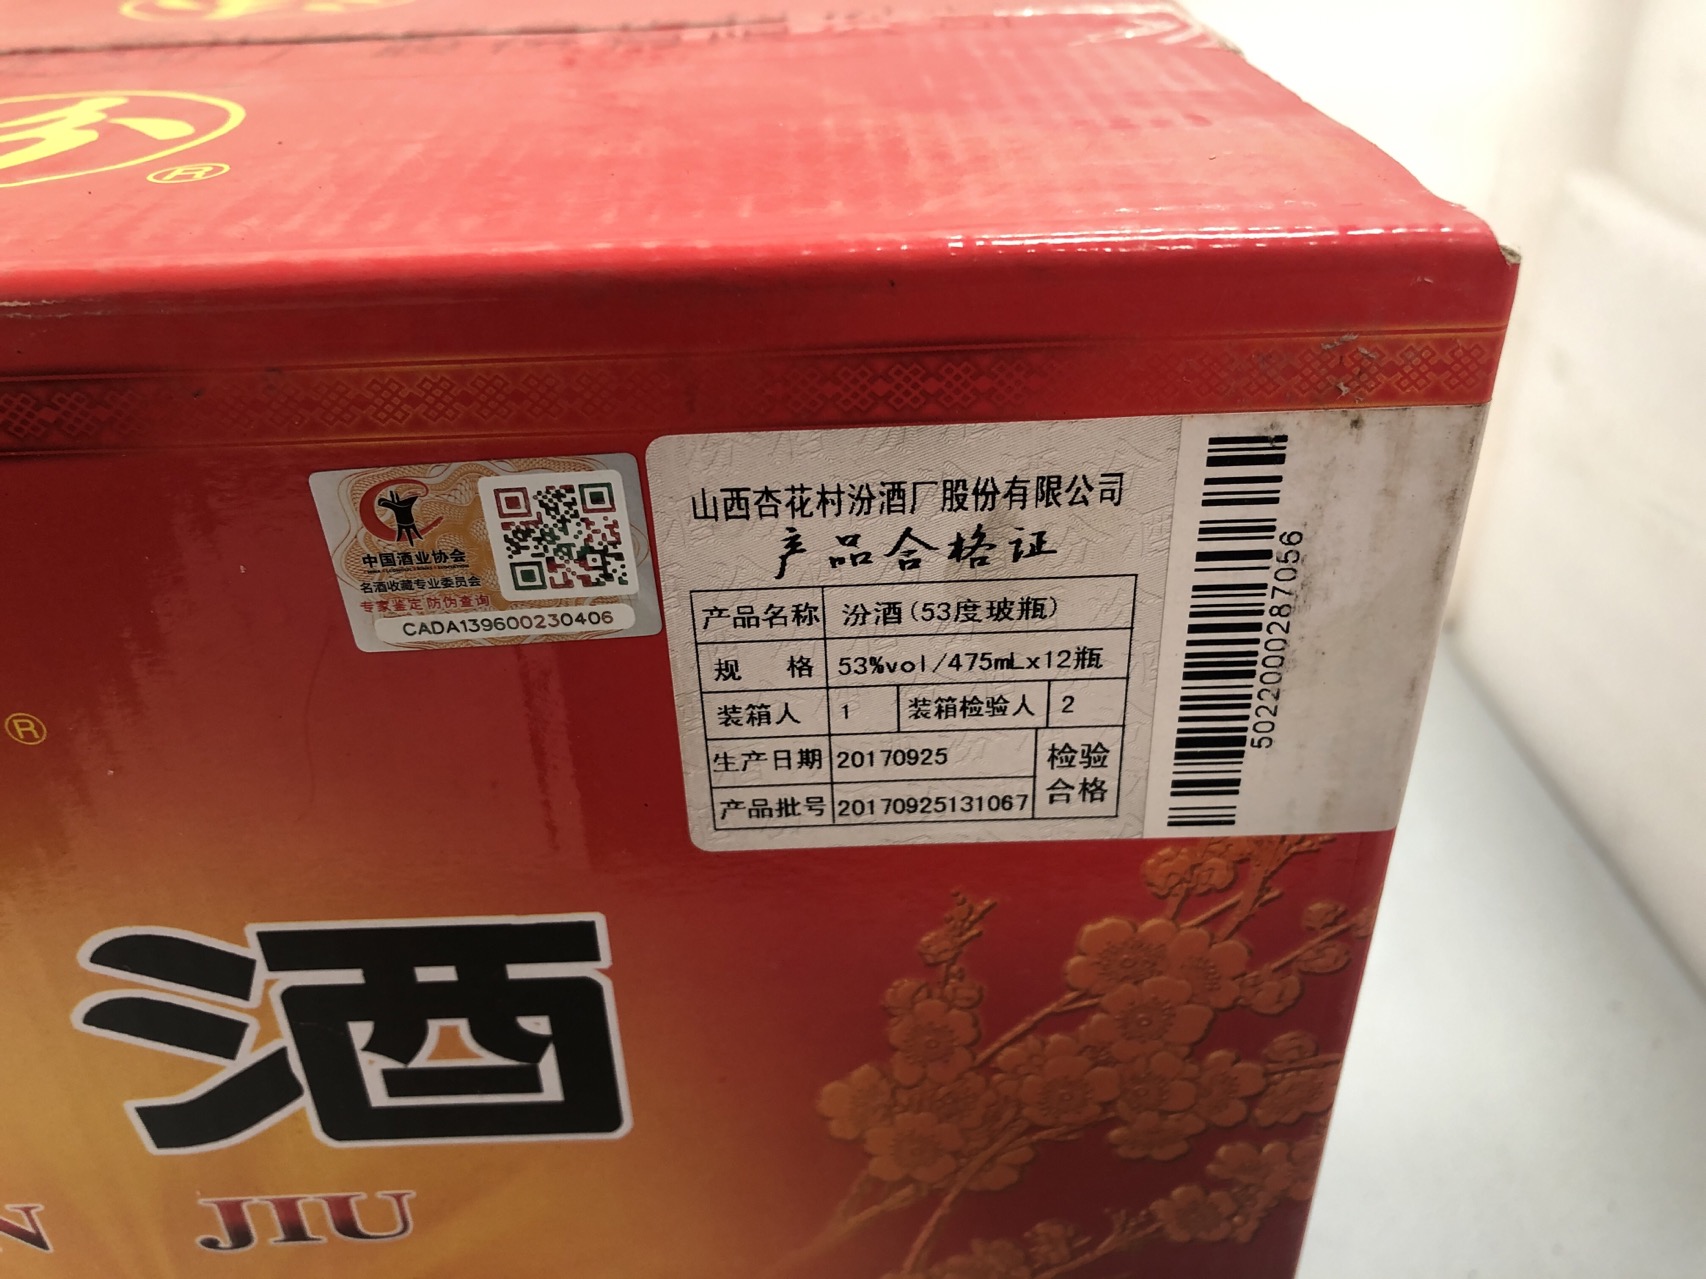 ®
中国酒业协会
名酒收藏专业委员会
专家鉴定 防伪查询
CADA139600230406
山西杏花村汾酒厂股份有限公司
产品合格证
产品名称 汾酒(53度玻瓶)
规 格 53%vol/475mLx12瓶
装箱人 1 装箱检验人 2
生产日期 20170925 检验
产品批号 20170925131067 合格
5022000287056
®
酒
N JIU